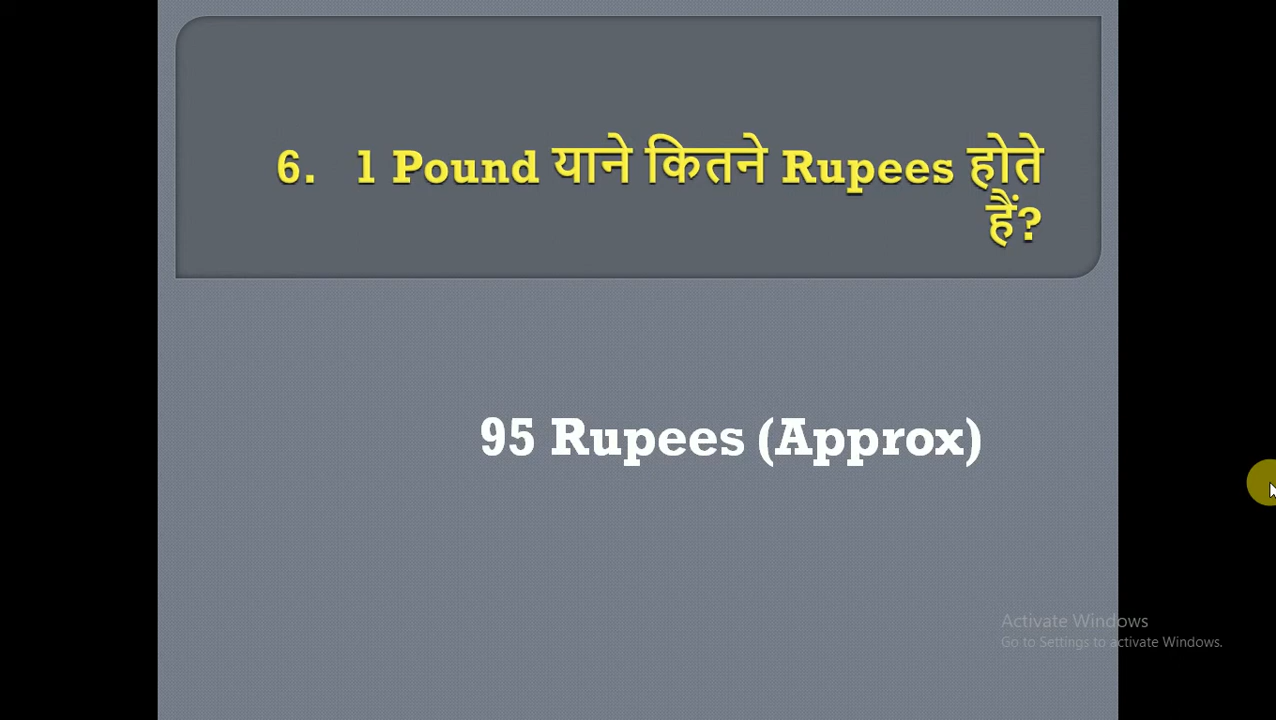 6. 1 Pound याने कितने Rupees होते
हैं?
95 Rupees (Approx)
Activate Windows
Go to Settings to activate Windows.